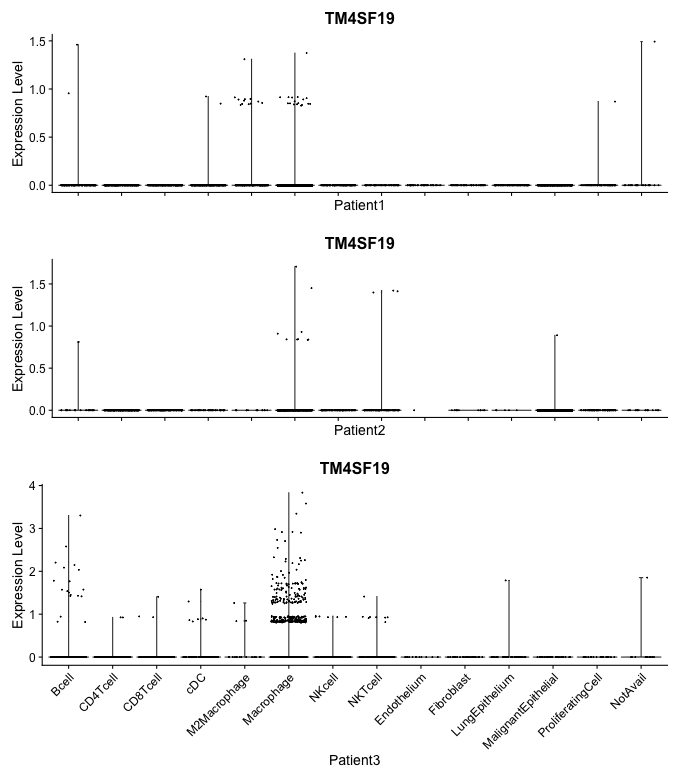 TM4SF19
Expression Level
1.5
1.0
0.5
0.0
Patient1
TM4SF19
Expression Level
1.5
1.0
0.5
0.0
Patient2
TM4SF19
Expression Level
4
3
2
1
0
Bcell
CD4Tcell
CD8Tcell
cDC
M2Macrophage
Macrophage
NKcell
NKTcell
Endothelium
Fibroblast
LungEpithelium
MalignantEpithelial
ProliferatingCell
NotAvail
Patient3